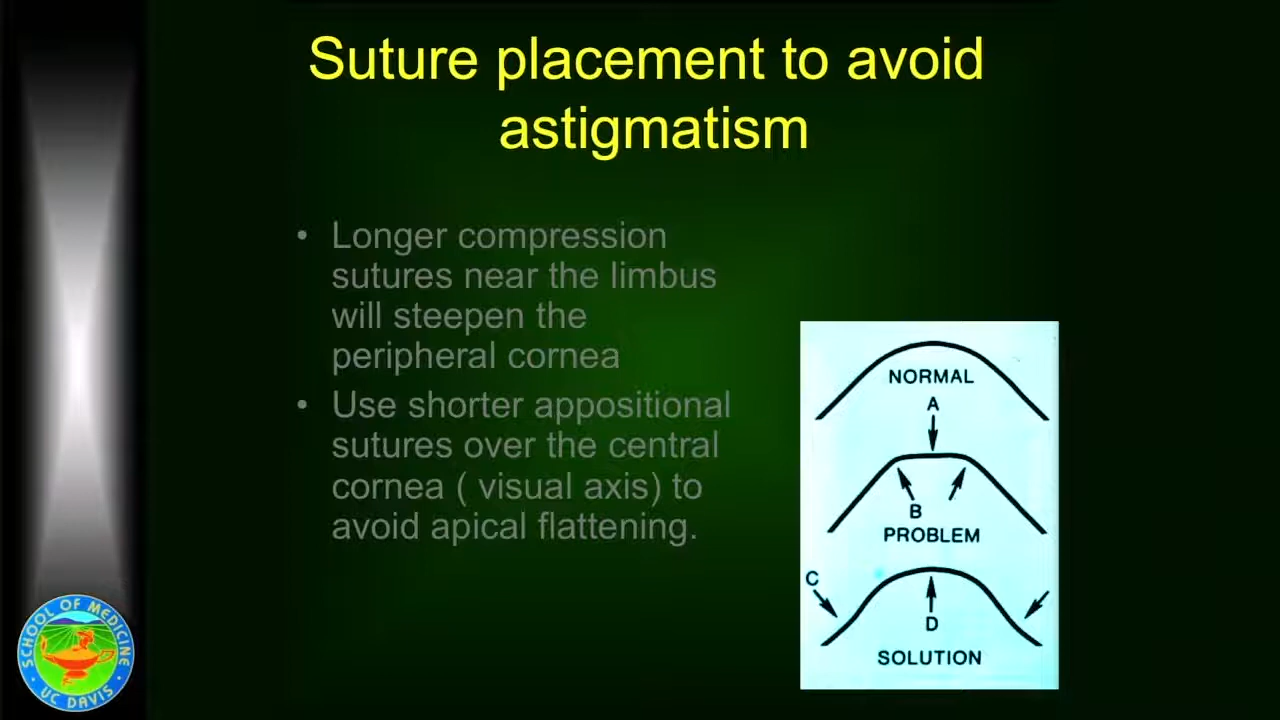 Suture placement to avoid
astigmatism
• Longer compression
sutures near the limbus
will steepen the
peripheral cornea
• Use shorter appositional
sutures over the central
cornea ( visual axis) to
avoid apical flattening.
NORMAL
A
B
PROBLEM
C
D
SOLUTION
SCHOOL OF MEDICINE
UC DAVIS